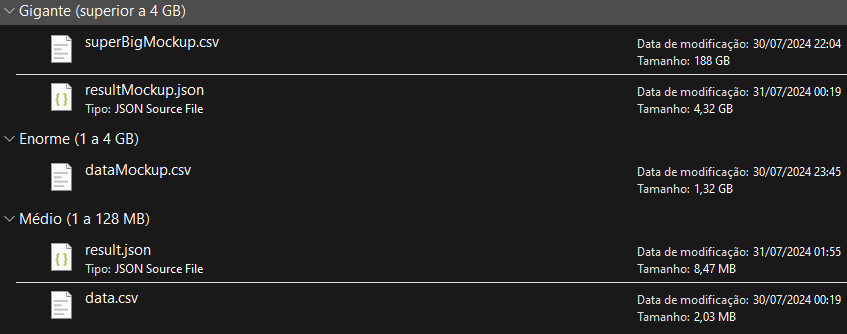 Gigante (superior a 4 GB)
superBigMockup.csv
Data de modificação: 30/07/2024 22:04
Tamanho: 188 GB
resultMockup.json
Tipo: JSON Source File
Data de modificação: 31/07/2024 00:19
Tamanho: 4,32 GB
Enorme (1 a 4 GB)
dataMockup.csv
Data de modificação: 30/07/2024 23:45
Tamanho: 1,32 GB
Médio (1 a 128 MB)
result.json
Tipo: JSON Source File
Data de modificação: 31/07/2024 01:55
Tamanho: 8,47 MB
data.csv
Data de modificação: 30/07/2024 00:19
Tamanho: 2,03 MB